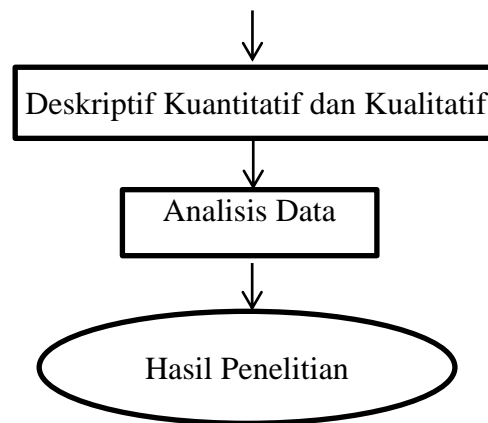 Deskriptif Kuantitatif dan Kualitatif
Analisis Data
Hasil Penelitian